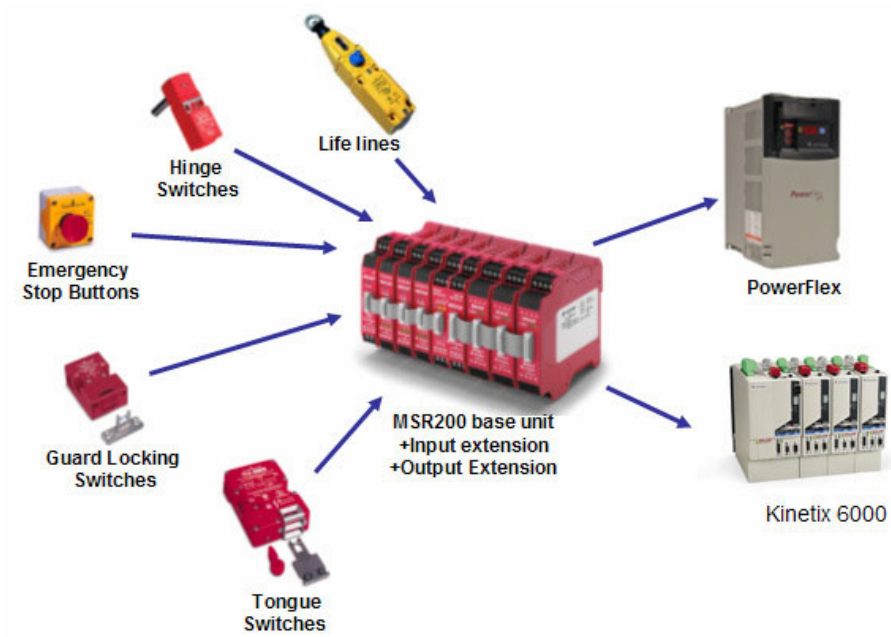 Life lines
Hinge
Switches
Emergency
Stop Buttons
PowerFlex
MSR200 base unit
+Input extension
+Output Extension
Guard Locking
Switches
Kinetix 6000
Tongue
Switches
PowerFlex